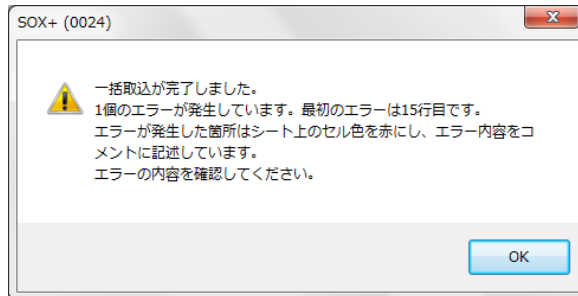 SOX+ (0024)
一括取込が完了しました。
1個のエラーが発生しています。最初のエラーは15行目です。
エラーが発生した箇所はシート上のセル色を赤にし、エラー内容をコ
メントに記述しています。
エラーの内容を確認してください。
OK